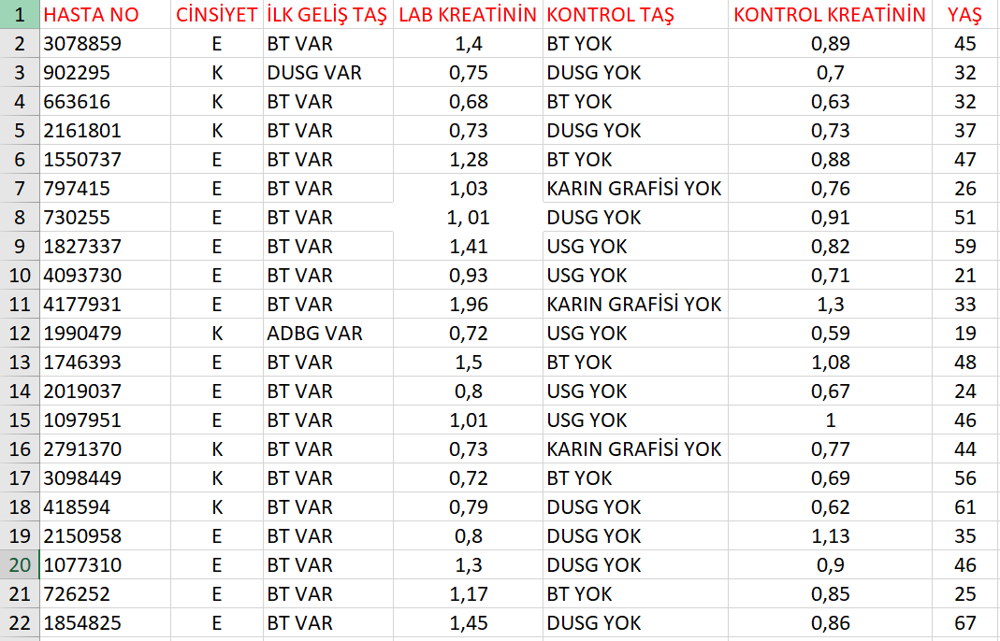 1 HASTA NO CİNSİYET İLK GELİŞ TAŞ LAB KREATİNİN KONTROL TAŞ KONTROL KREATİNİN YAŞ
2 3078859 E BT VAR 1,4 BT YOK 0,89 45
3 902295 K DUSG VAR 0,75 DUSG YOK 0,7 32
4 663616 K BT VAR 0,68 BT YOK 0,63 32
5 2161801 K BT VAR 0,73 DUSG YOK 0,73 37
6 1550737 E BT VAR 1,28 BT YOK 0,88 47
7 797415 E BT VAR 1,03 KARIN GRAFİSİ YOK 0,76 26
8 730255 E BT VAR 1, 01 DUSG YOK 0,91 51
9 1827337 E BT VAR 1,41 USG YOK 0,82 59
10 4093730 E BT VAR 0,93 USG YOK 0,71 21
11 4177931 E BT VAR 1,96 KARIN GRAFİSİ YOK 1,3 33
12 1990479 K ADBG VAR 0,72 USG YOK 0,59 19
13 1746393 E BT VAR 1,5 BT YOK 1,08 48
14 2019037 E BT VAR 0,8 USG YOK 0,67 24
15 1097951 E BT VAR 1,01 USG YOK 1 46
16 2791370 K BT VAR 0,73 KARIN GRAFİSİ YOK 0,77 44
17 3098449 K BT VAR 0,72 BT YOK 0,69 56
18 418594 K BT VAR 0,79 DUSG YOK 0,62 61
19 2150958 E BT VAR 0,8 DUSG YOK 1,13 35
20 1077310 E BT VAR 1,3 DUSG YOK 0,9 46
21 726252 E BT VAR 1,17 BT YOK 0,85 25
22 1854825 E BT VAR 1,45 DUSG YOK 0,86 67